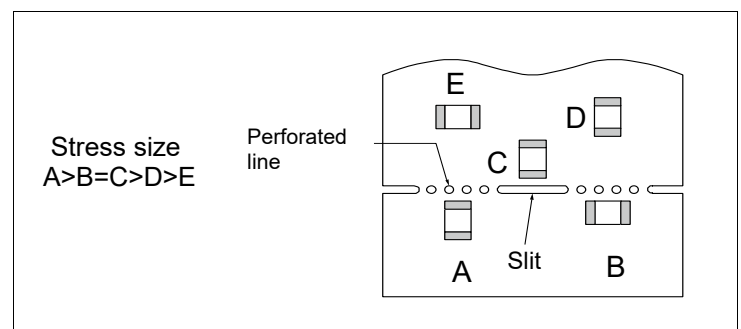 Stress size
A>B=C>D>E
Perforated
line
E
D
C
A
Slit
B